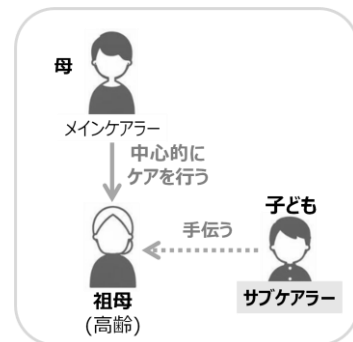 母
メインケアラー
中心的に
ケアを行う
子ども
手伝う
サブケアラー
祖母
(高齢)